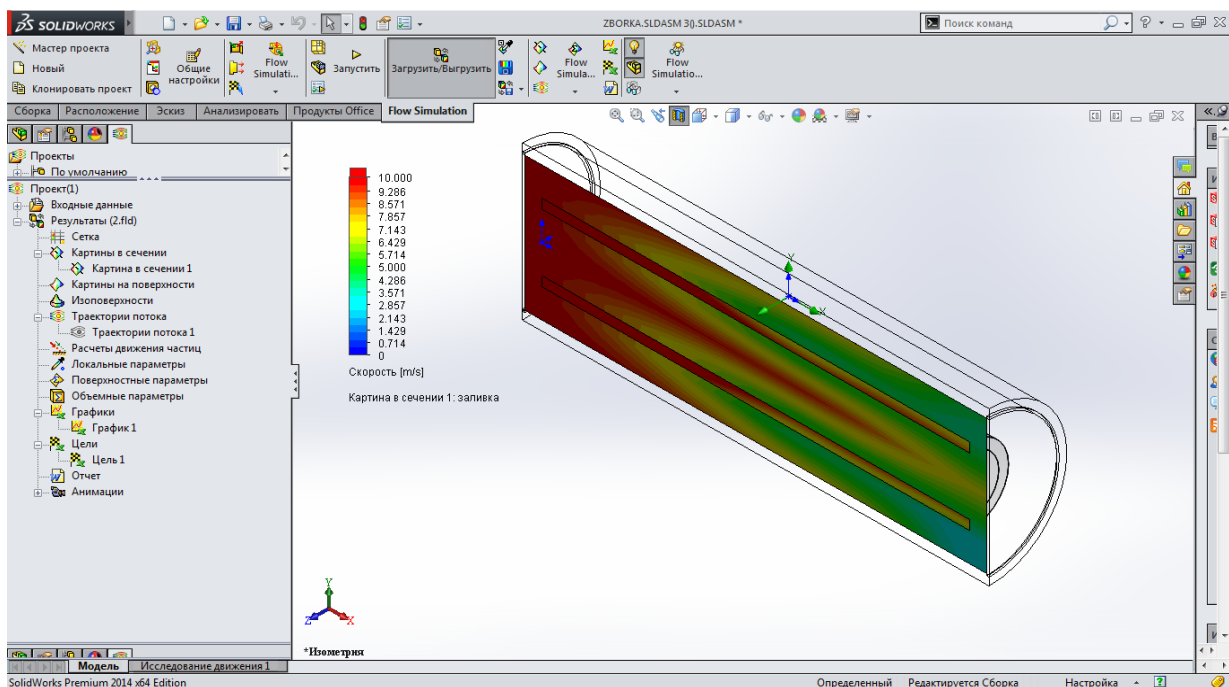 SOLIDWORKS
ZBORKA.SLDASM *
Поиск команд
Мастер проекта
Новый
Клонировать проект
Общие
настройки
Flow
Simulati...
Запустить
Загрузить/Выгрузить
Flow
Simula...
Flow
Simulatio...
Сборка
Расположение
Эскиз
Анализировать
Продукты Office
Flow Simulation
Проекты
По умолчанию
Проект(1)
Входные данные
Результаты (2.fld)
Сетка
Картины в сечении
Картина в сечении 1
Картины на поверхности
Изоповерхности
Траектории потока
Траектории потока 1
Расчеты движения частиц
Локальные параметры
Поверхностные параметры
Объемные параметры
Графики
График 1
Цели
Цель 1
Отчет
Анимации
10.000
9.286
8.571
7.857
7.143
6.429
5.714
5.000
4.286
3.571
2.857
2.143
1.429
0.714
0
Скорость [m/s]
Картина в сечении 1: заливка
Y
X
Y
Z
X
*Изометрия
Модель
Исследование движения 1
SolidWorks Premium 2014 x64 Edition
Определенный
Редактируется Сборка
Настройка